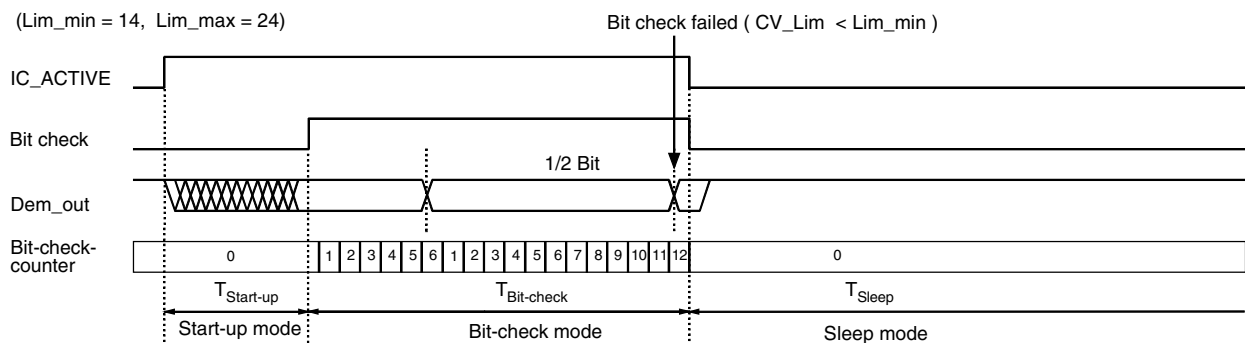 (Lim_min = 14, Lim_max = 24)
Bit check failed ( CV_Lim < Lim_min )
IC_ACTIVE
Bit check
1/2 Bit
Dem_out
Bit-check-
counter
0 1 2 3 4 5 6 1 2 3 4 5 6 7 8 9 10 11 12 0
TStart-up TBit-check TSleep
Start-up mode Bit-check mode Sleep mode